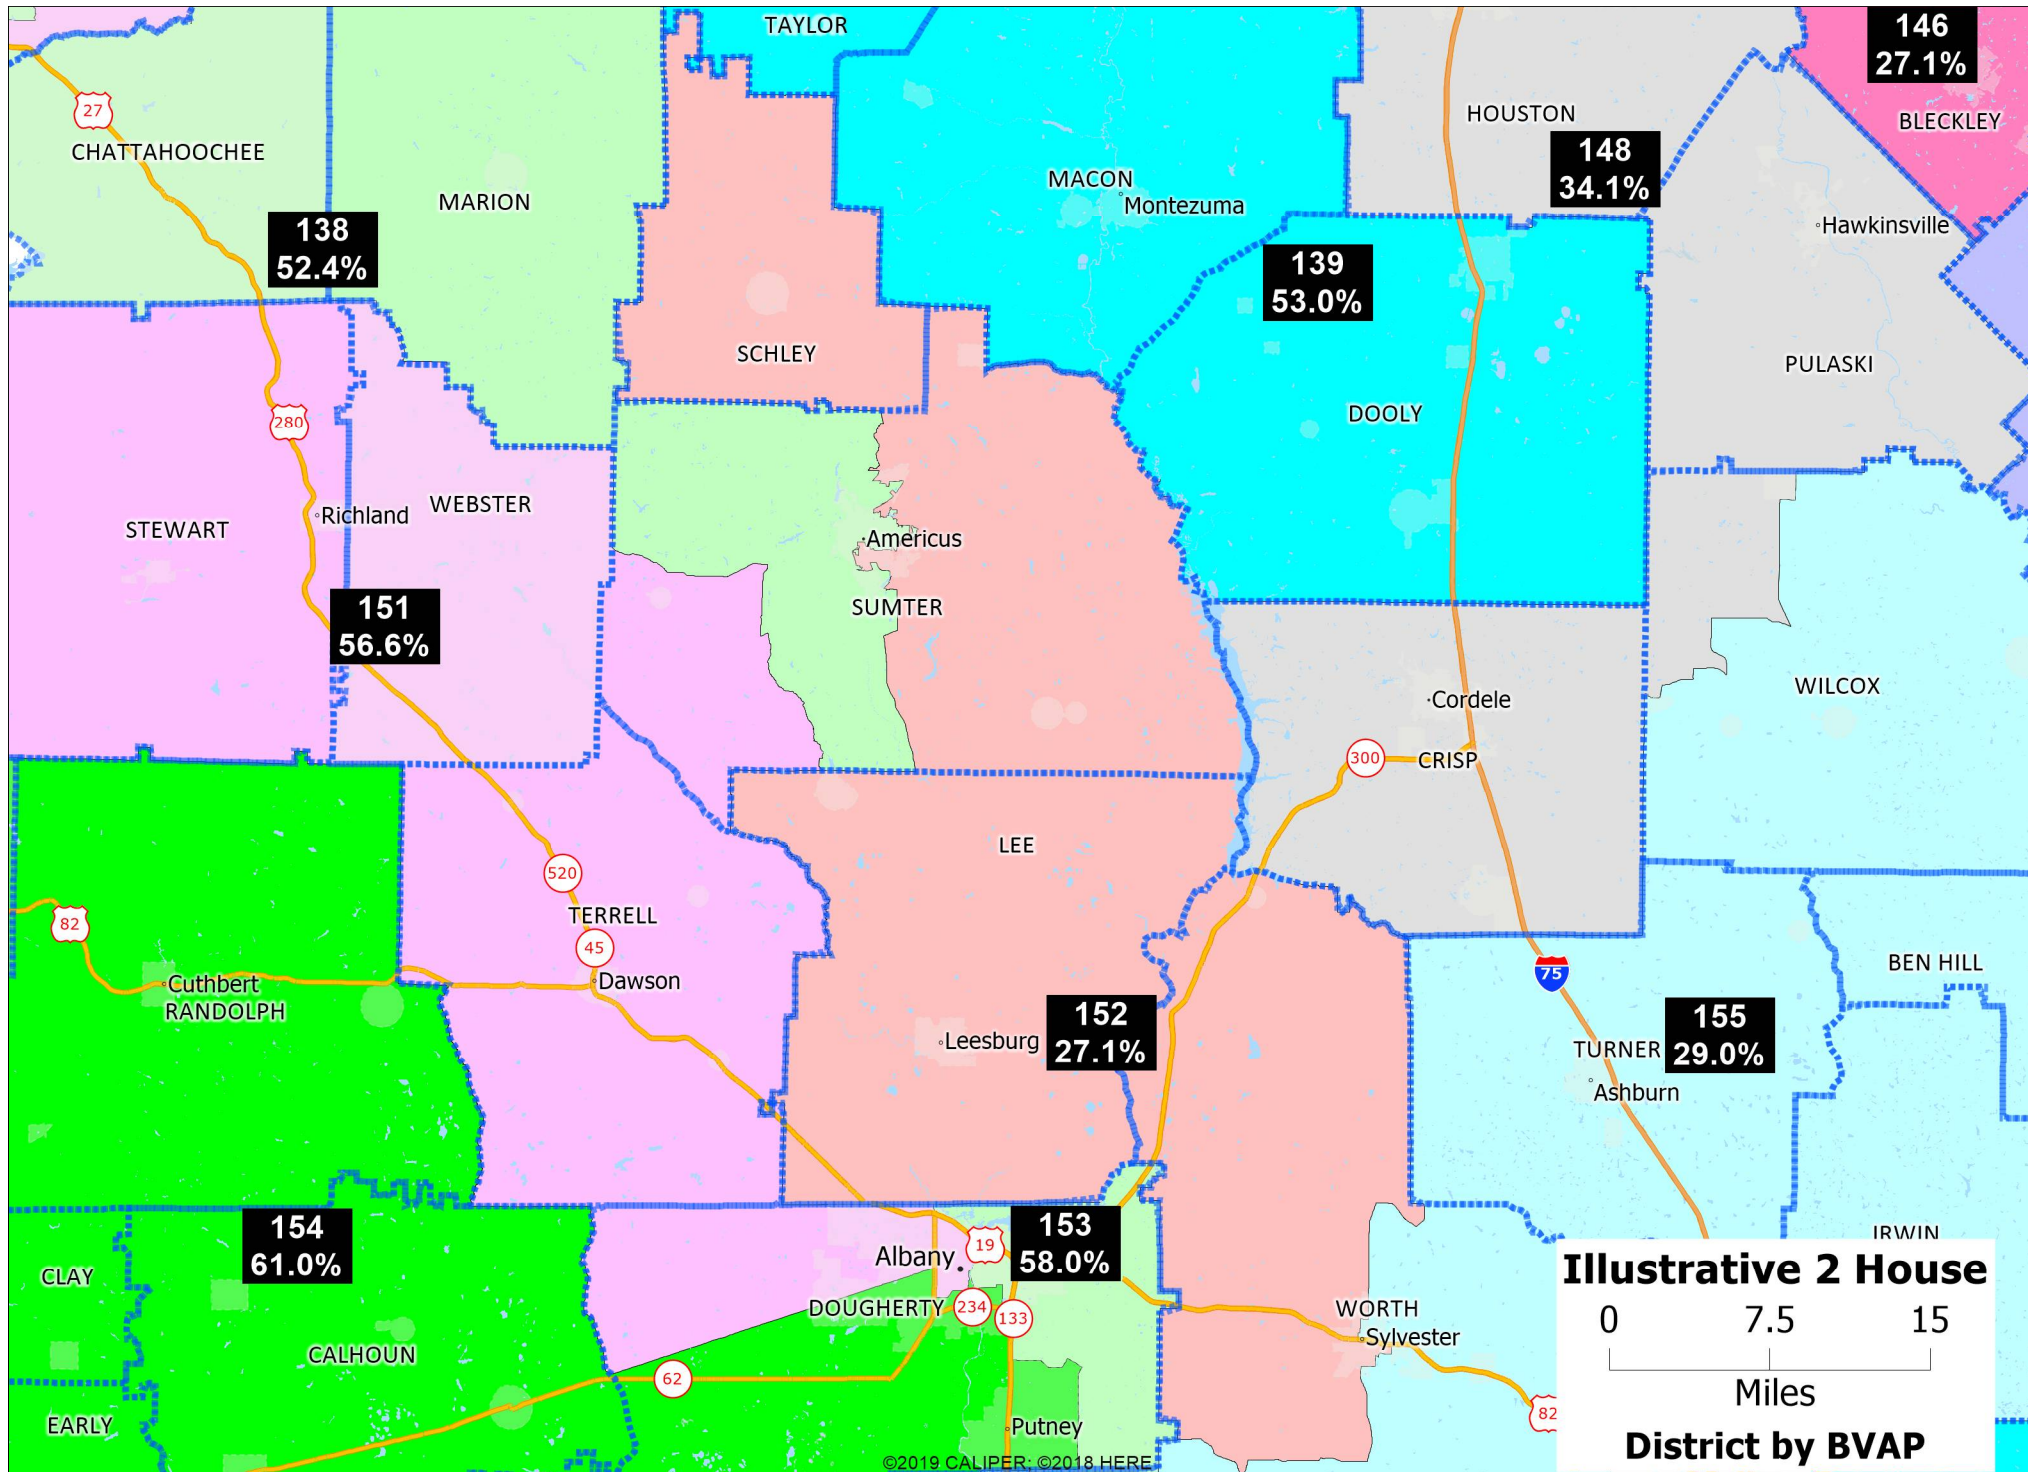 TAYLOR
146
27.1%
27
HOUSTON
BLECKLEY
CHATTAHOOCHEE
148
34.1%
MARION
MACON
Montezuma
138
52.4%
Hawkinsville
139
53.0%
SCHLEY
PULASKI
280
DOOLY
WEBSTER
Richland
STEWART
Americus
151
56.6%
SUMTER
WILCOX
Cordele
300
CRISP
LEE
520
TERRELL
82
45
Dawson
Cuthbert
RANDOLPH
75
BEN HILL
152
27.1%
Leesburg
155
29.0%
TURNER
Ashburn
154
61.0%
153
58.0%
19
Albany
IRWIN
CLAY
DOUGHERTY
234
133
WORTH
Sylvester
CALHOUN
62
EARLY
Putney
82
Illustrative 2 House
0 7.5 15
Miles
District by BVAP
©2019 CALIPER; ©2018 HERE